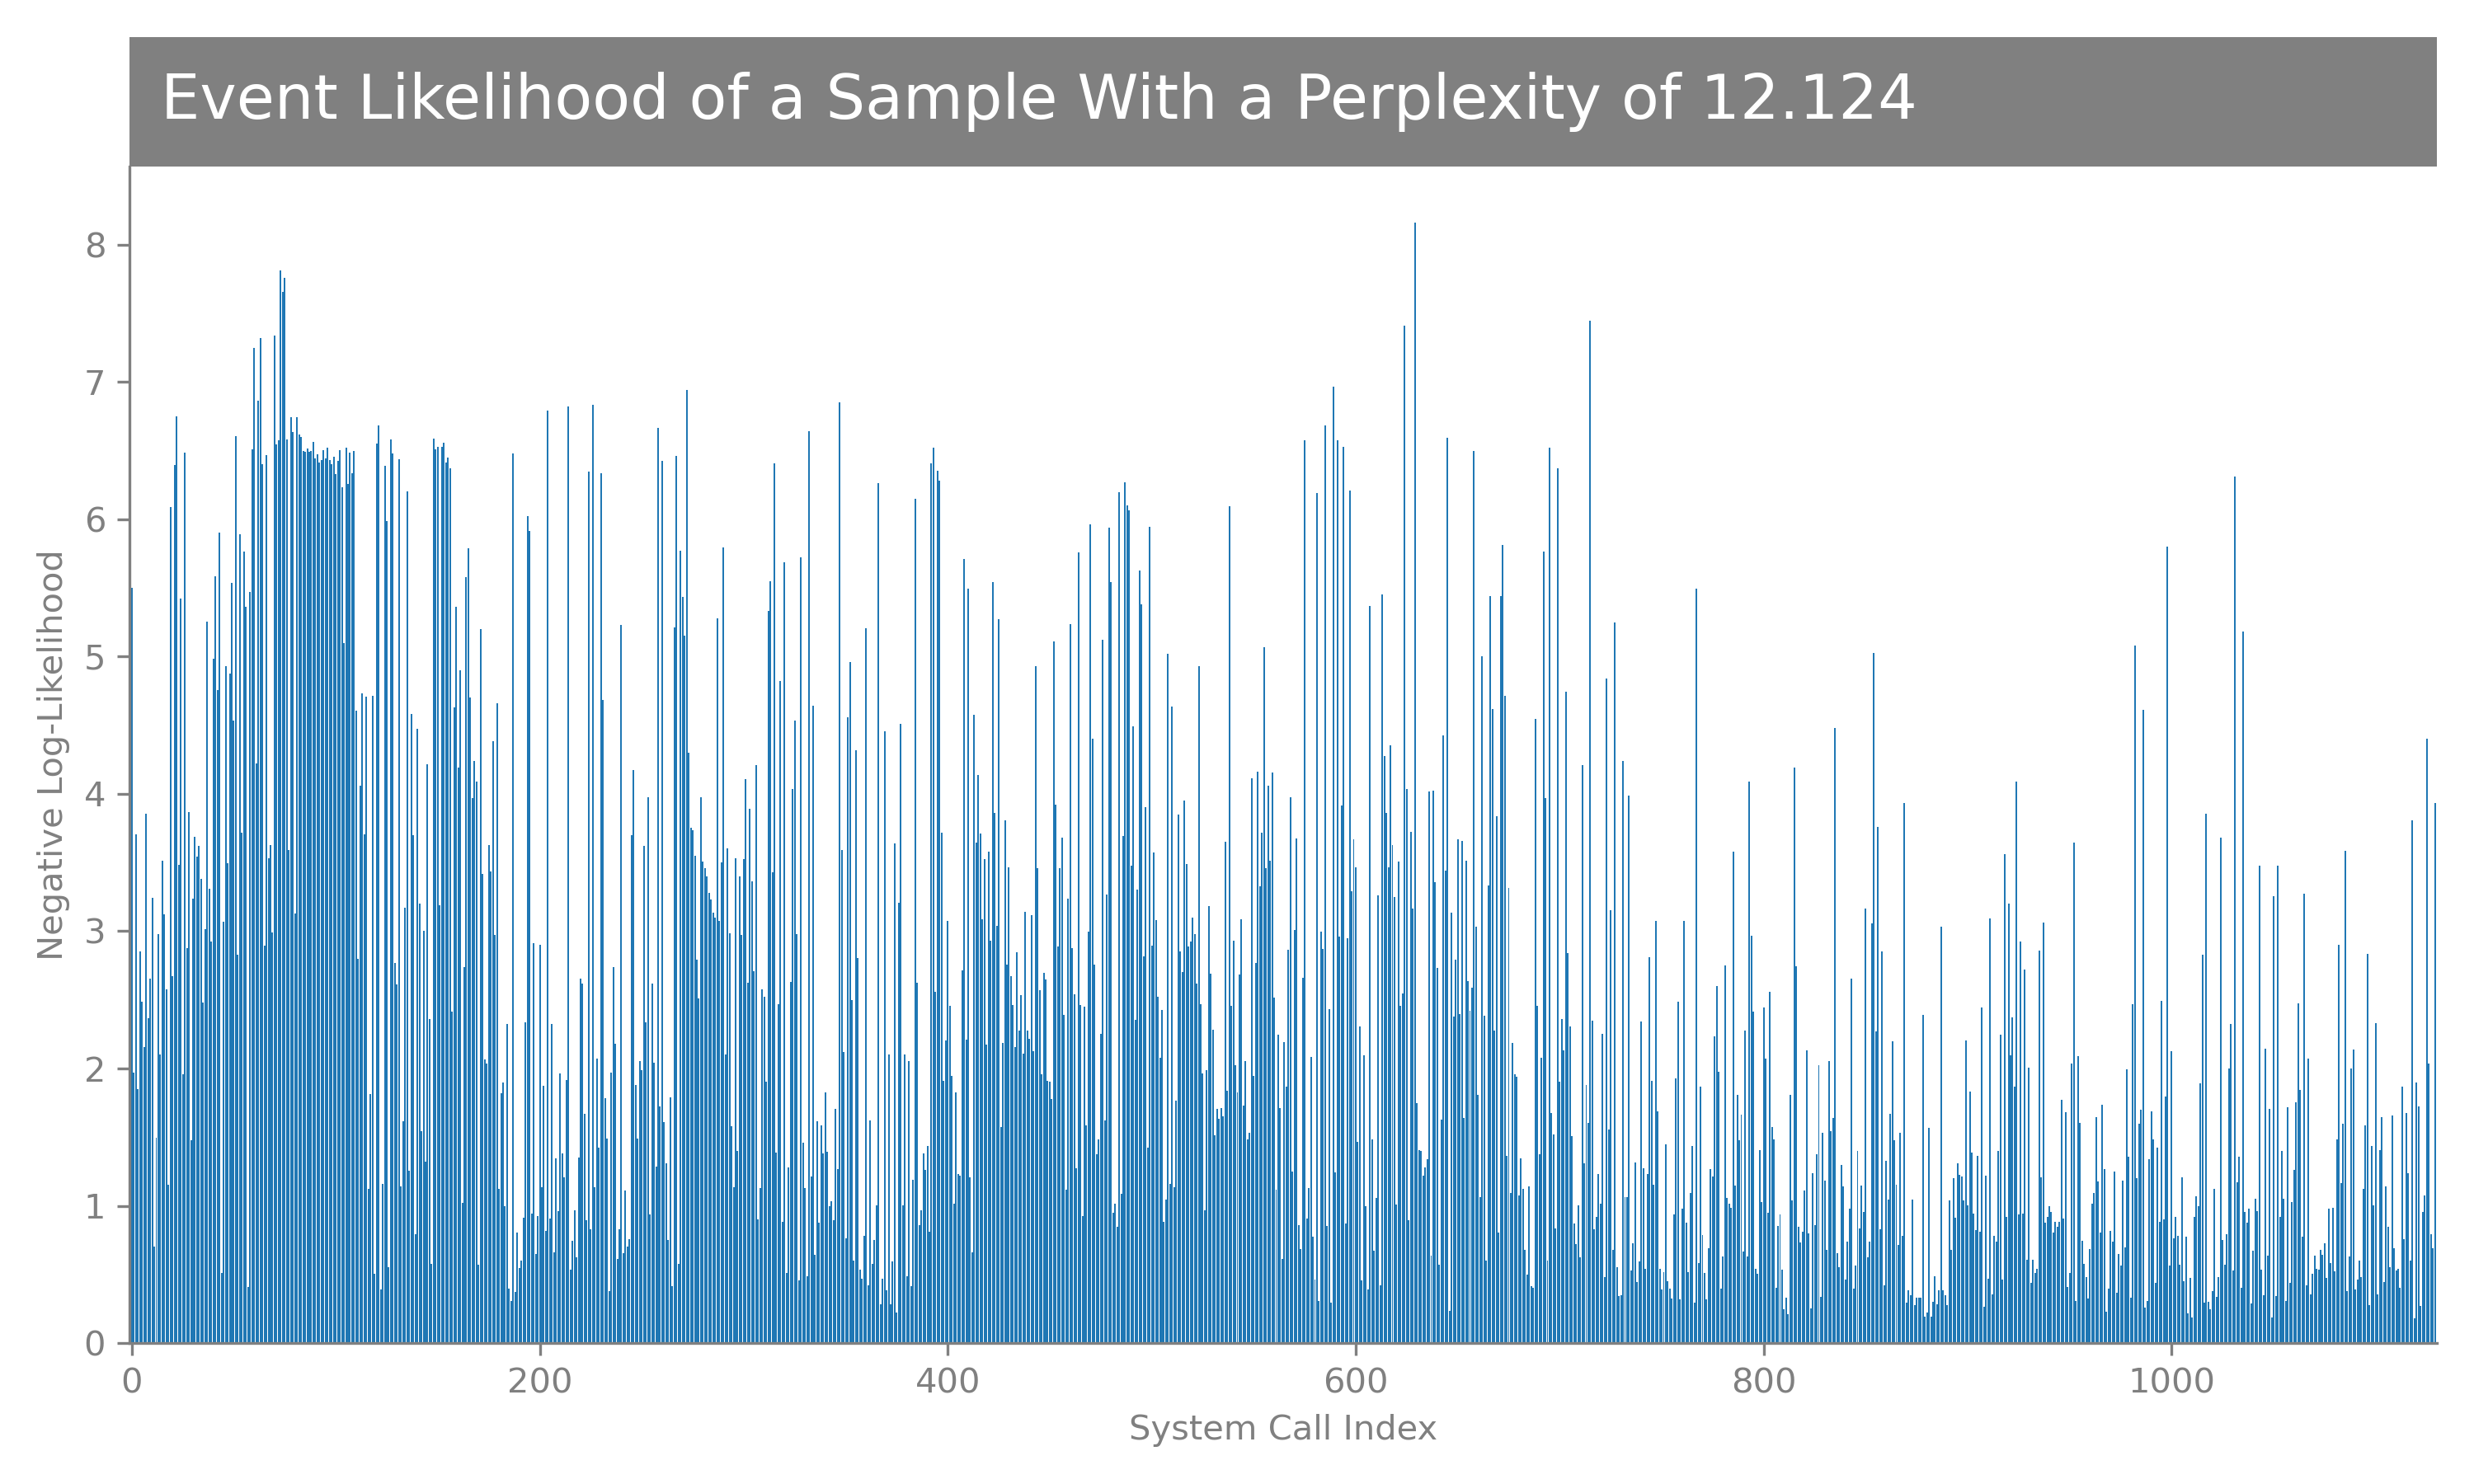 Event Likelihood of a Sample With a Perplexity of 12.124
8
7
6
5
4
3
2
1
0
Negative Log-Likelihood
0 200 400 600 800 1000
System Call Index